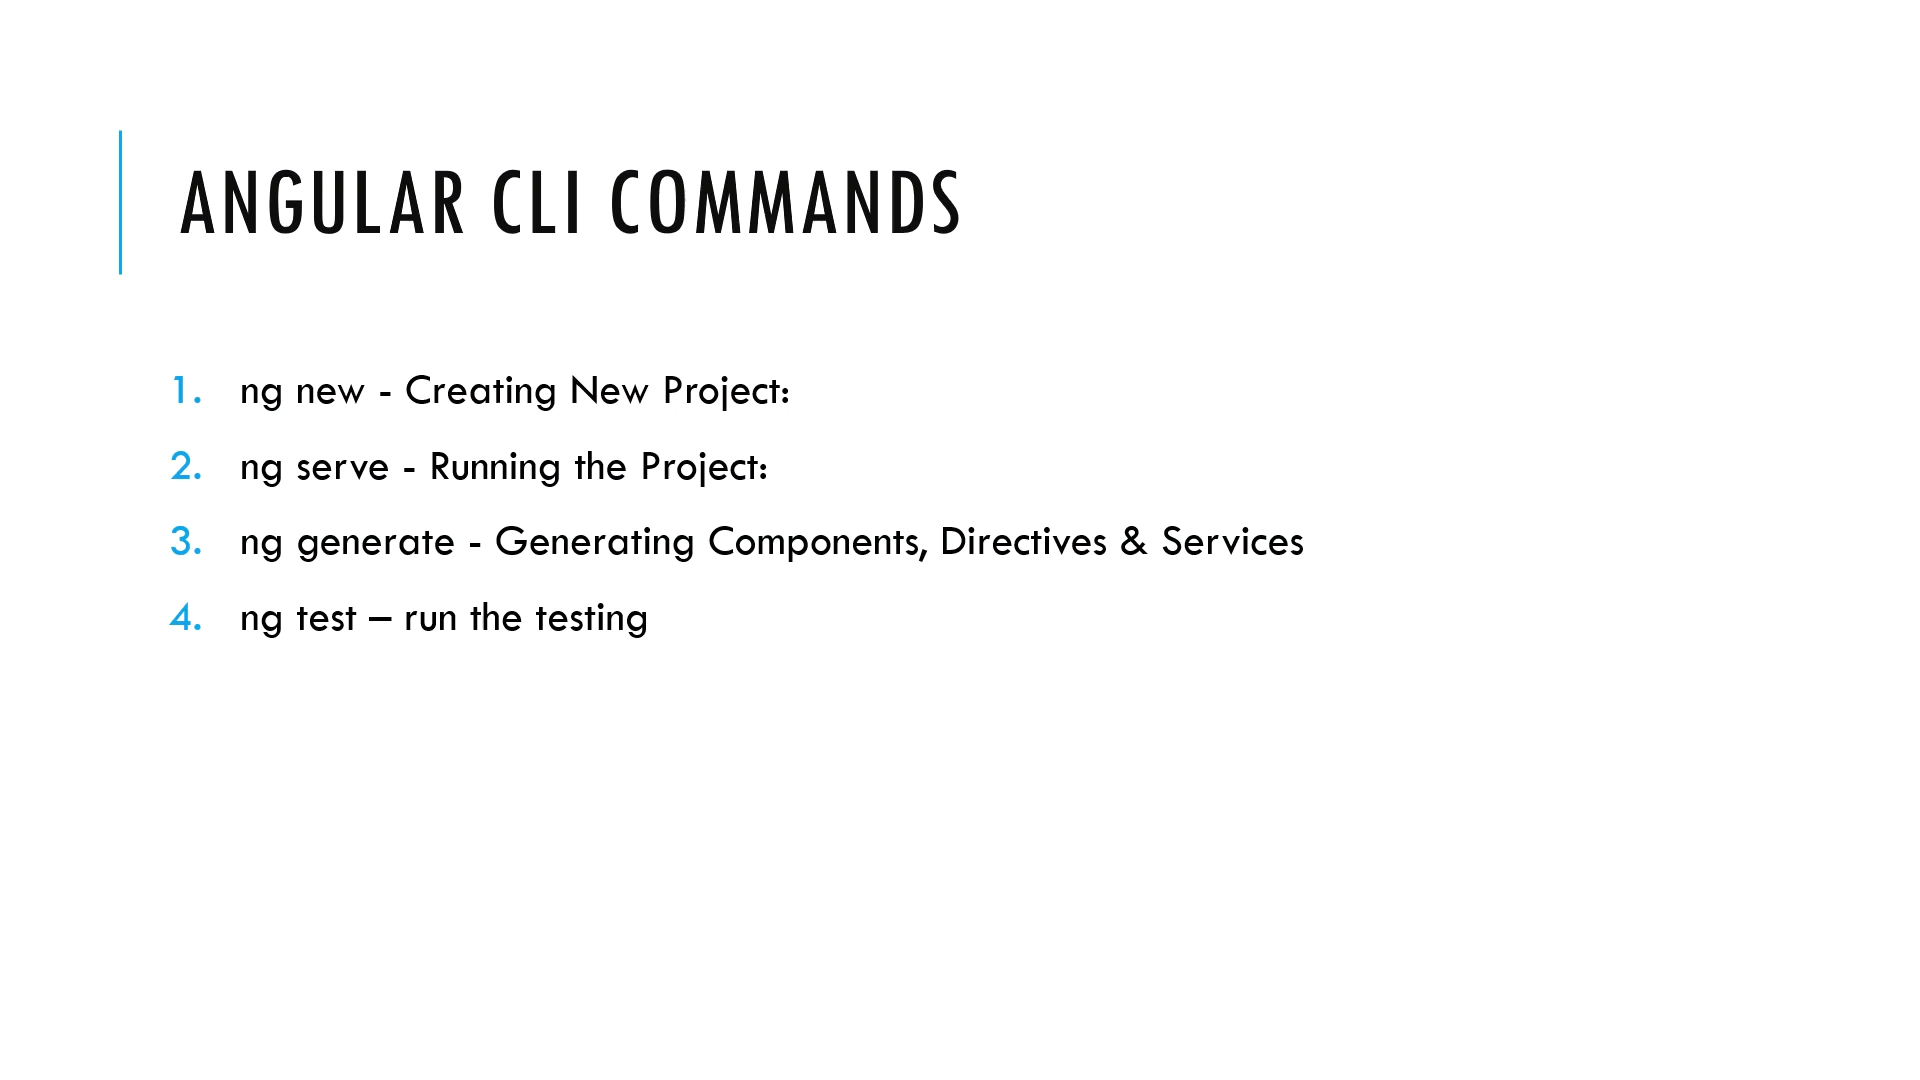 ANGULAR CLI COMMANDS
1. ng new - Creating New Project:
2. ng serve - Running the Project:
3. ng generate - Generating Components, Directives & Services
4. ng test – run the testing